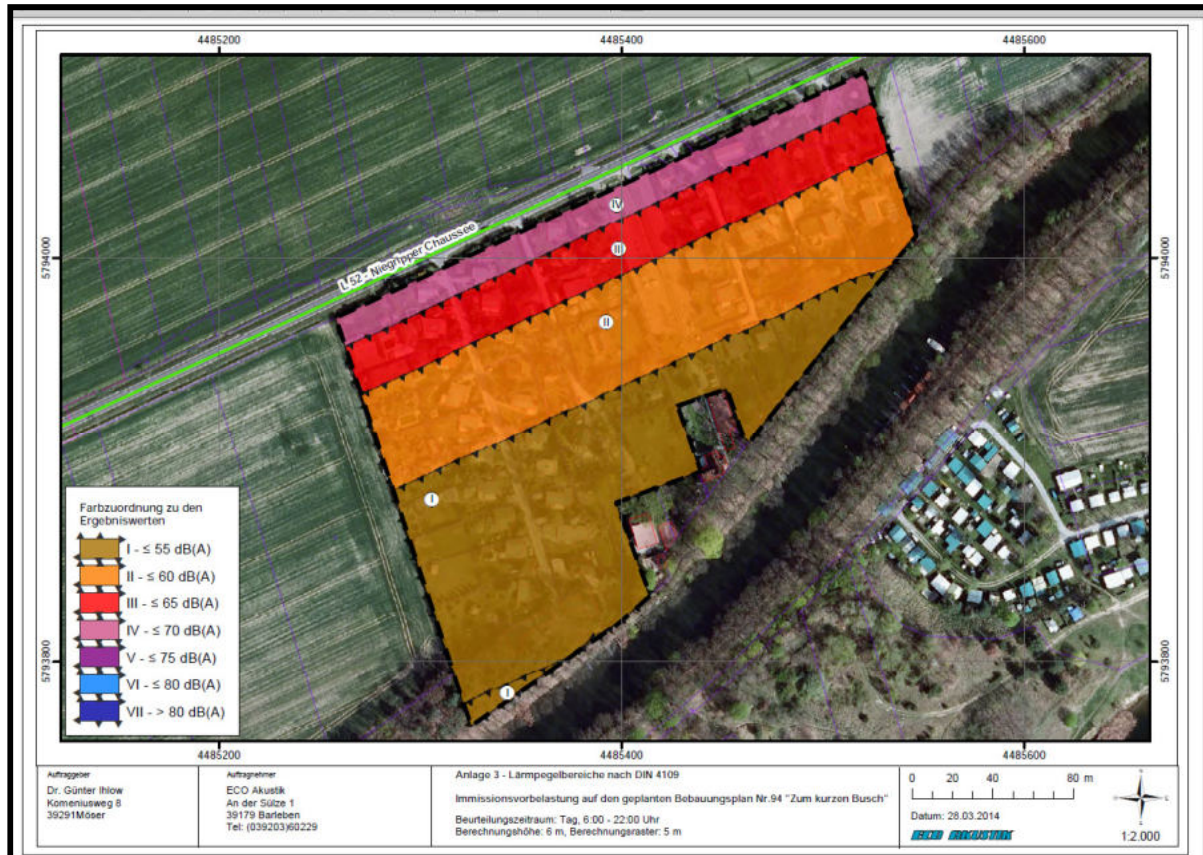 4485200
4485400
4485600
5794000
5794000
L 52 - Niegripper Chaussee
IV
II
II
I
I
Farbzuordnung zu den
Ergebniswerten
I - ≤ 55 dB(A)
II - ≤ 60 dB(A)
III - ≤ 65 dB(A)
IV - ≤ 70 dB(A)
V - ≤ 75 dB(A)
VI - ≤ 80 dB(A)
VII - > 80 dB(A)
5793800
5793800
4485200
4485400
4485600
Auftraggeber
Dr. Günter Ihlow
Komeniusweg 8
39291Möser
Auftragnehmer
ECO Akustik
An der Sülze 1
39179 Barleben
Tel: (039203)60229
Anlage 3 - Lärmpegelbereiche nach DIN 4109
Immissionsvorbelastung auf den geplanten Bebauungsplan Nr.94 "Zum kurzen Busch"
Beurteilungszeitraum: Tag, 6:00 - 22:00 Uhr
Berechnungshöhe: 6 m, Berechnungsraster: 5 m
0 20 40 80 m
Datum: 28.03.2014
ECO AKUSTIK
1:2.000